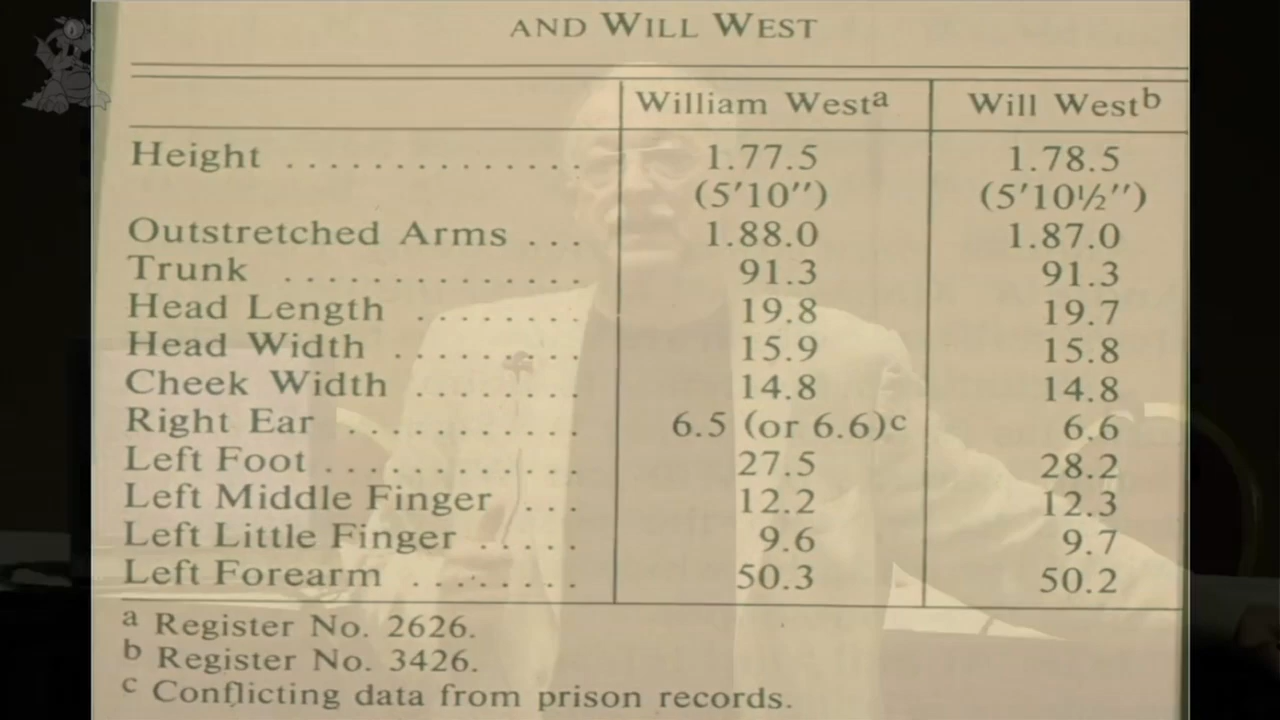 AND WILL WEST
William Westa Will Westb
Height .............. 1.77.5 1.78.5
(5'10") (5'10½")
Outstretched Arms ... 1.88.0 1.87.0
Trunk .............. 91.3 91.3
Head Length ........ 19.8 19.7
Head Width ......... 15.9 15.8
Cheek Width ........ 14.8 14.8
Right Ear ........... 6.5 (or 6.6)c 6.6
Left Foot ............ 27.5 28.2
Left Middle Finger ... 12.2 12.3
Left Little Finger ..... 9.6 9.7
Left Forearm ........ 50.3 50.2
a Register No. 2626.
b Register No. 3426.
c Conflicting data from prison records.